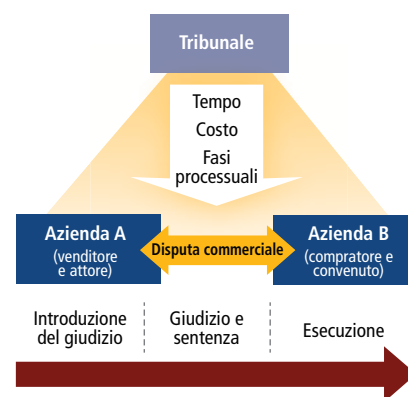 Tribunale
Tempo
Costo
Fasi
processuali
Azienda A
(venditore
e attore)
Disputa commerciale
Azienda B
(compratore e
convenuto)
Introduzione
del giudizio
Giudizio e
sentenza
Esecuzione